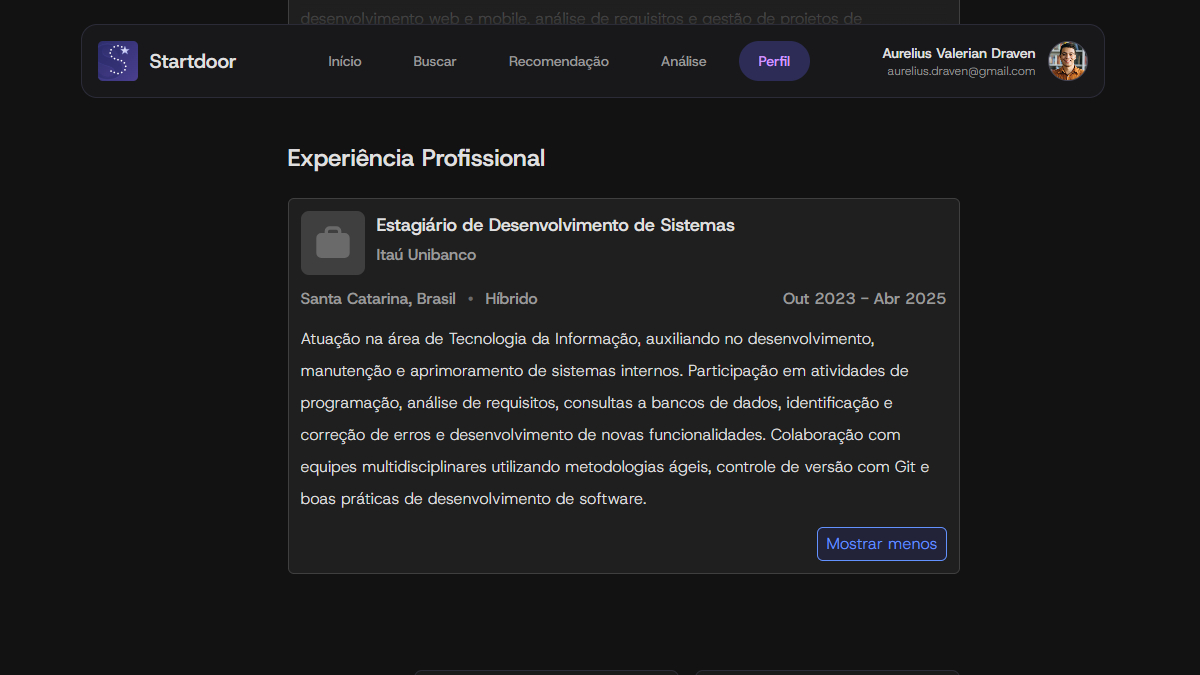 desenvolvimento web e mobile, análise de requisitos e gestão de projetos de
Startdoor
Início
Buscar
Recomendação
Análise
Perfil
Aurelius Valerian Draven
aurelius.draven@gmail.com
Experiência Profissional
Estagiário de Desenvolvimento de Sistemas
Itaú Unibanco
Santa Catarina, Brasil • Híbrido
Out 2023 - Abr 2025
Atuação na área de Tecnologia da Informação, auxiliando no desenvolvimento,
manutenção e aprimoramento de sistemas internos. Participação em atividades de
programação, análise de requisitos, consultas a bancos de dados, identificação e
correção de erros e desenvolvimento de novas funcionalidades. Colaboração com
equipes multidisciplinares utilizando metodologias ágeis, controle de versão com Git e
boas práticas de desenvolvimento de software.
Mostrar menos